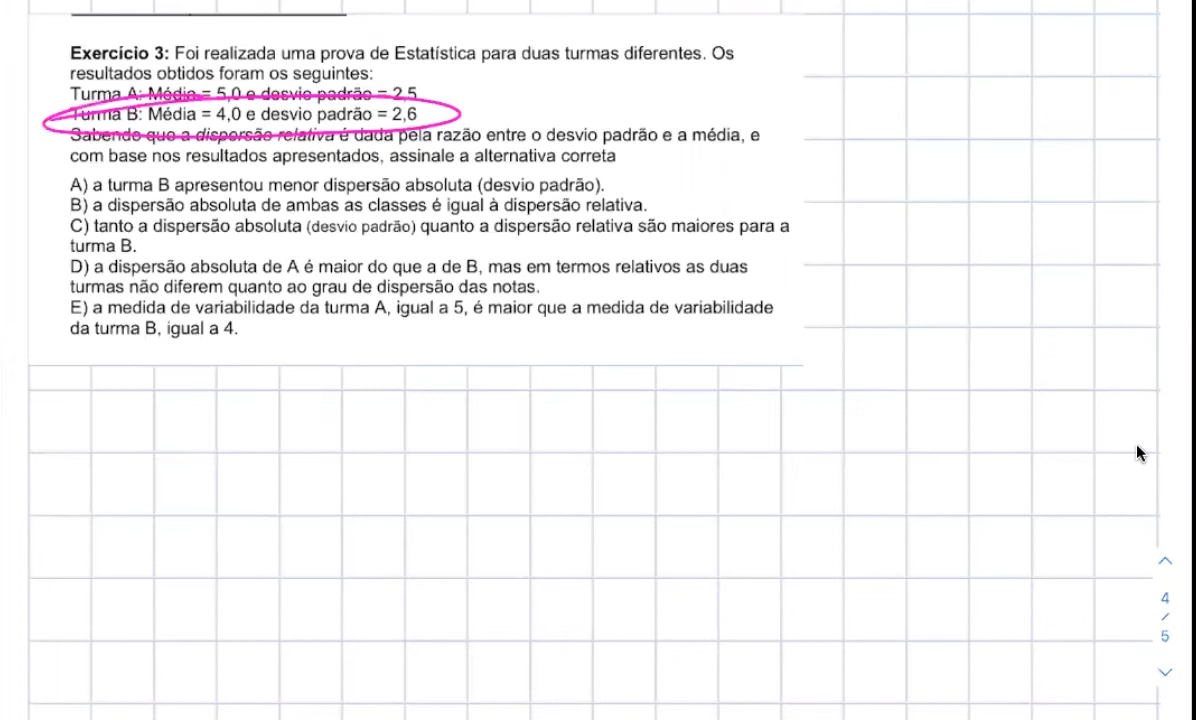 Exercício 3: Foi realizada uma prova de Estatística para duas turmas diferentes. Os
resultados obtidos foram os seguintes:
Turma A: Média = 5,0 e desvio padrão = 2,5
Turma B: Média = 4,0 e desvio padrão = 2,6
Sabendo que a dispersão relativa é dada pela razão entre o desvio padrão e a média, e
com base nos resultados apresentados, assinale a alternativa correta
A) a turma B apresentou menor dispersão absoluta (desvio padrão).
B) a dispersão absoluta de ambas as classes é igual à dispersão relativa.
C) tanto a dispersão absoluta (desvio padrão) quanto a dispersão relativa são maiores para a
turma B.
D) a dispersão absoluta de A é maior do que a de B, mas em termos relativos as duas
turmas não diferem quanto ao grau de dispersão das notas.
E) a medida de variabilidade da turma A, igual a 5, é maior que a medida de variabilidade
da turma B, igual a 4.
4
/
5